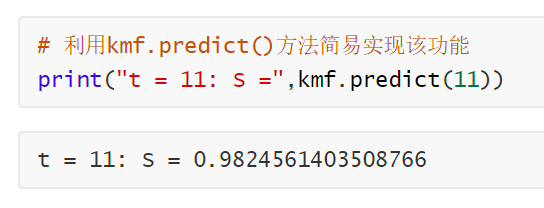 # 利用kmf.predict()方法简易实现该功能
print("t = 11: S =",kmf.predict(11))
t = 11: S = 0.9824561403508766